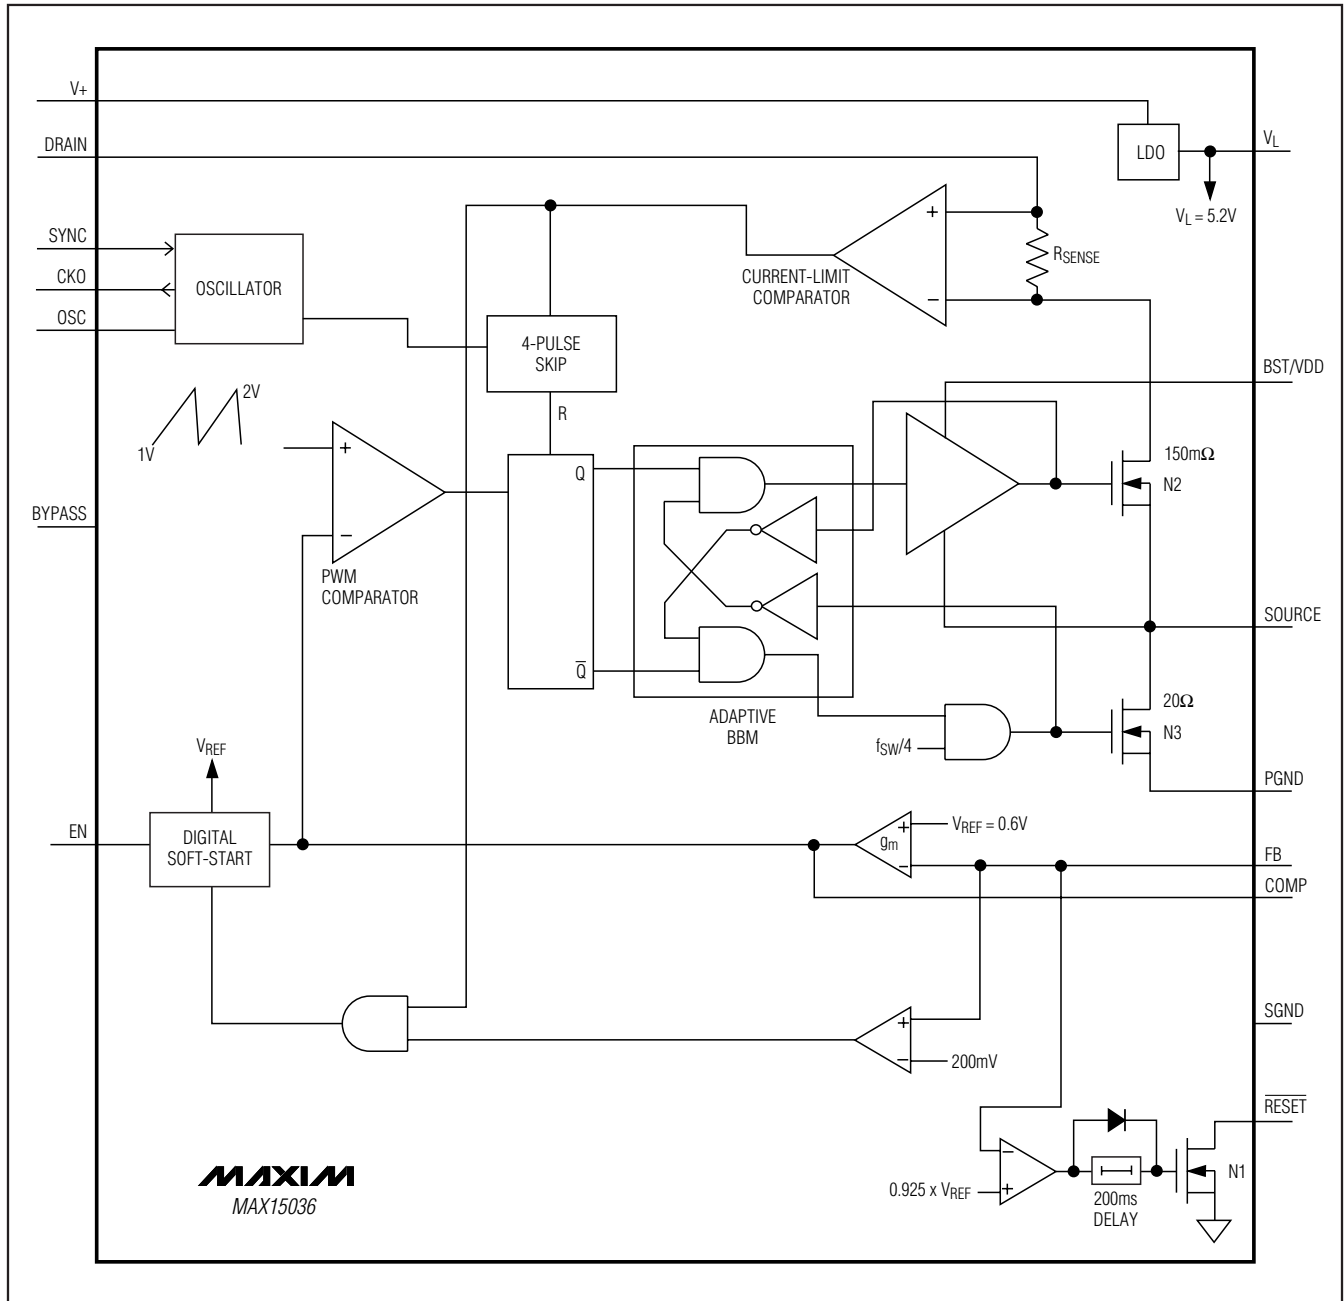 V+
DRAIN
LDO
VL
VL = 5.2V
SYNC
CKO
OSC
OSCILLATOR
+
−
CURRENT-LIMIT
COMPARATOR
RSENSE
4-PULSE
SKIP
R
BST/VDD
2V
1V
+
−
PWM
COMPARATOR
BYPASS
Q
Q̅
ADAPTIVE
BBM
150mΩ
N2
SOURCE
20Ω
N3
fSW/4
PGND
VREF
EN
DIGITAL
SOFT-START
gm
+
−
VREF = 0.6V
FB
COMP
+
−
200mV
SGND
R̅E̅S̅E̅T̅
−
+
0.925 x VREF
200ms
DELAY
N1
MAXIM
MAX15036